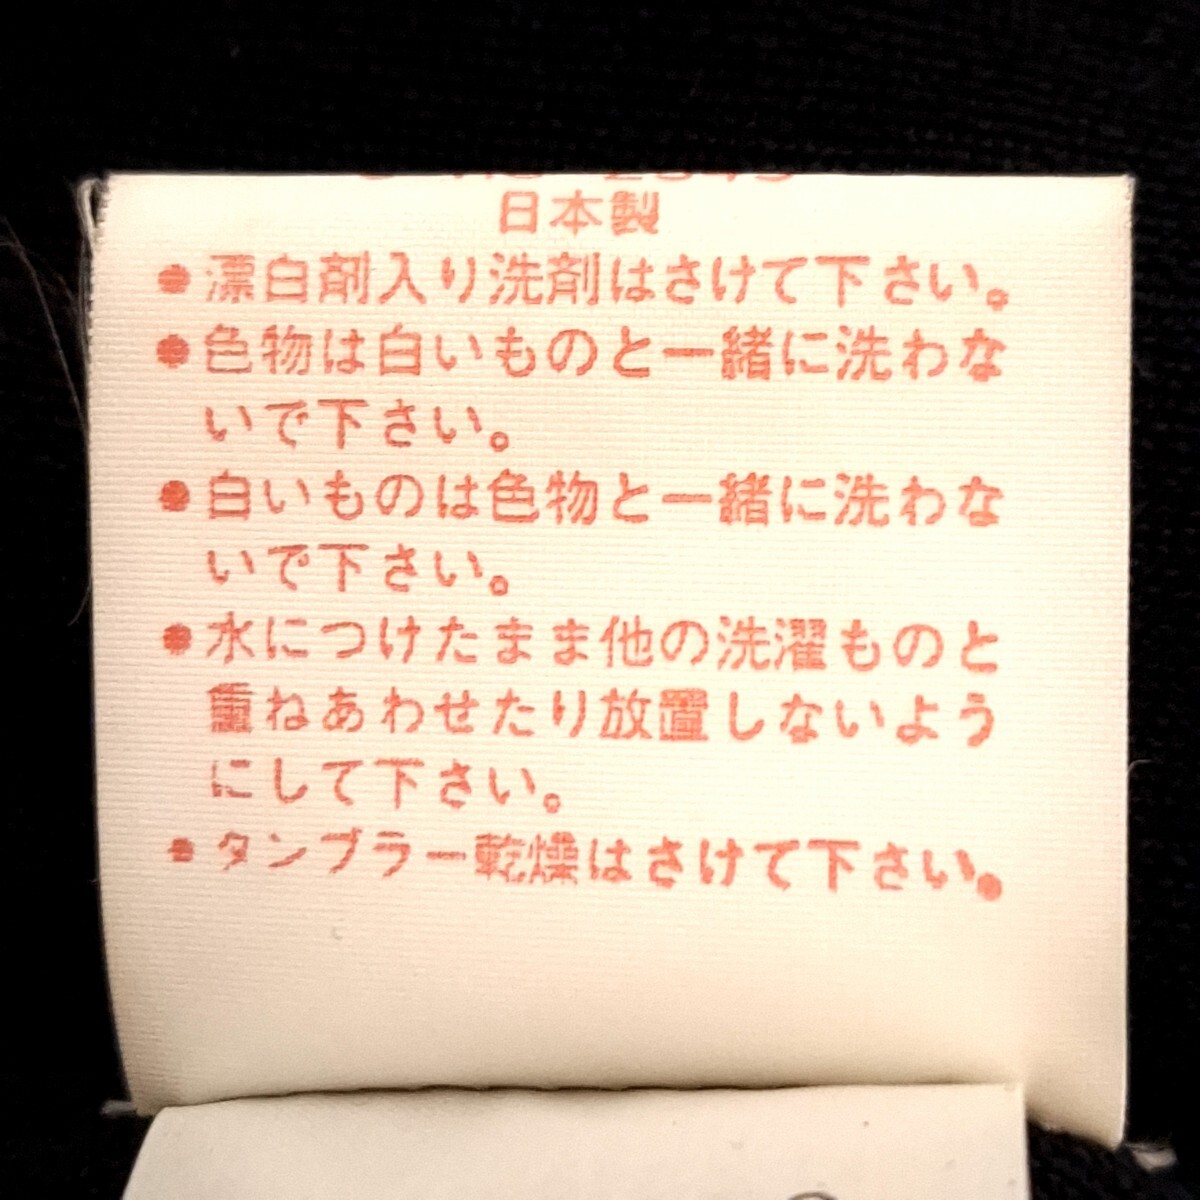 日本製
●漂白剤入り洗剤はさけて下さい。
●色物は白いものと一緒に洗わな
いで下さい。
●白いものは色物と一緒に洗わな
いで下さい。
●水につけたまま他の洗濯ものと
重ねあわせたり放置しないよう
にして下さい。
●タンブラー乾燥はさけて下さい。